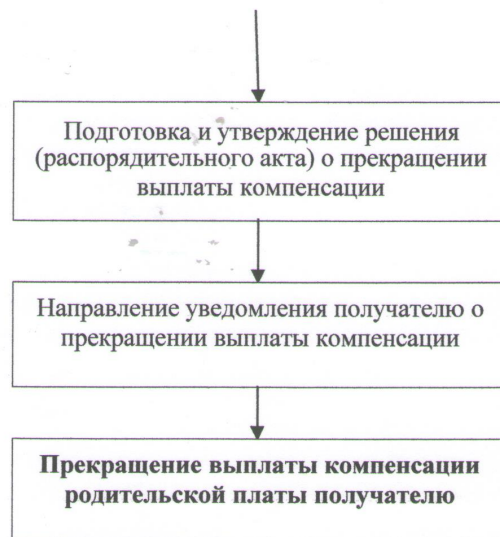 Подготовка и утверждение решения
(распорядительного акта) о прекращении
выплаты компенсации
Направление уведомления получателю о
прекращении выплаты компенсации
Прекращение выплаты компенсации
родительской платы получателю